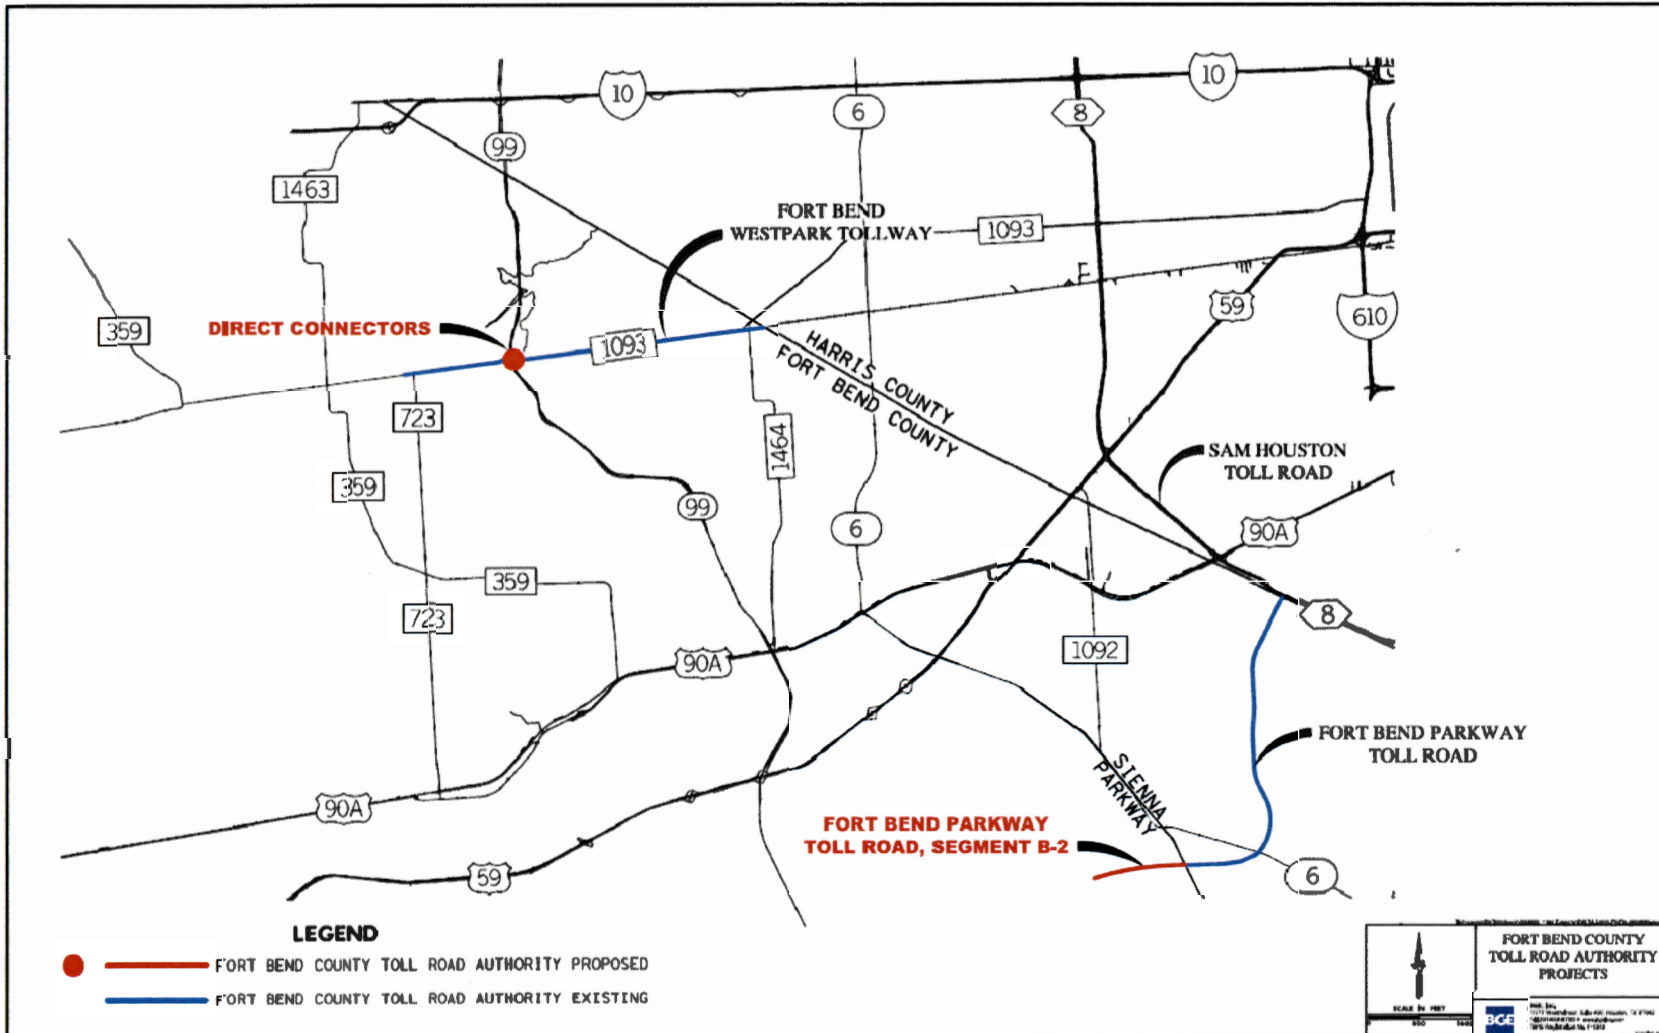 10
10
6
8
99
1463
FORT BEND
WESTPARK TOLLWAY
1093
59
610
359
DIRECT CONNECTORS
1093
HARRIS COUNTY
FORT BEND COUNTY
723
1464
SAM HOUSTON
TOLL ROAD
359
99
6
90A
359
723
8
1092
90A
FORT BEND PARKWAY
TOLL ROAD
SIENNA
PARKWAY
90A
FORT BEND PARKWAY
TOLL ROAD, SEGMENT B-2
59
6
LEGEND
FORT BEND COUNTY TOLL ROAD AUTHORITY PROPOSED
FORT BEND COUNTY TOLL ROAD AUTHORITY EXISTING
FORT BEND COUNTY
TOLL ROAD AUTHORITY
PROJECTS
SCALE IN FEET
BGE